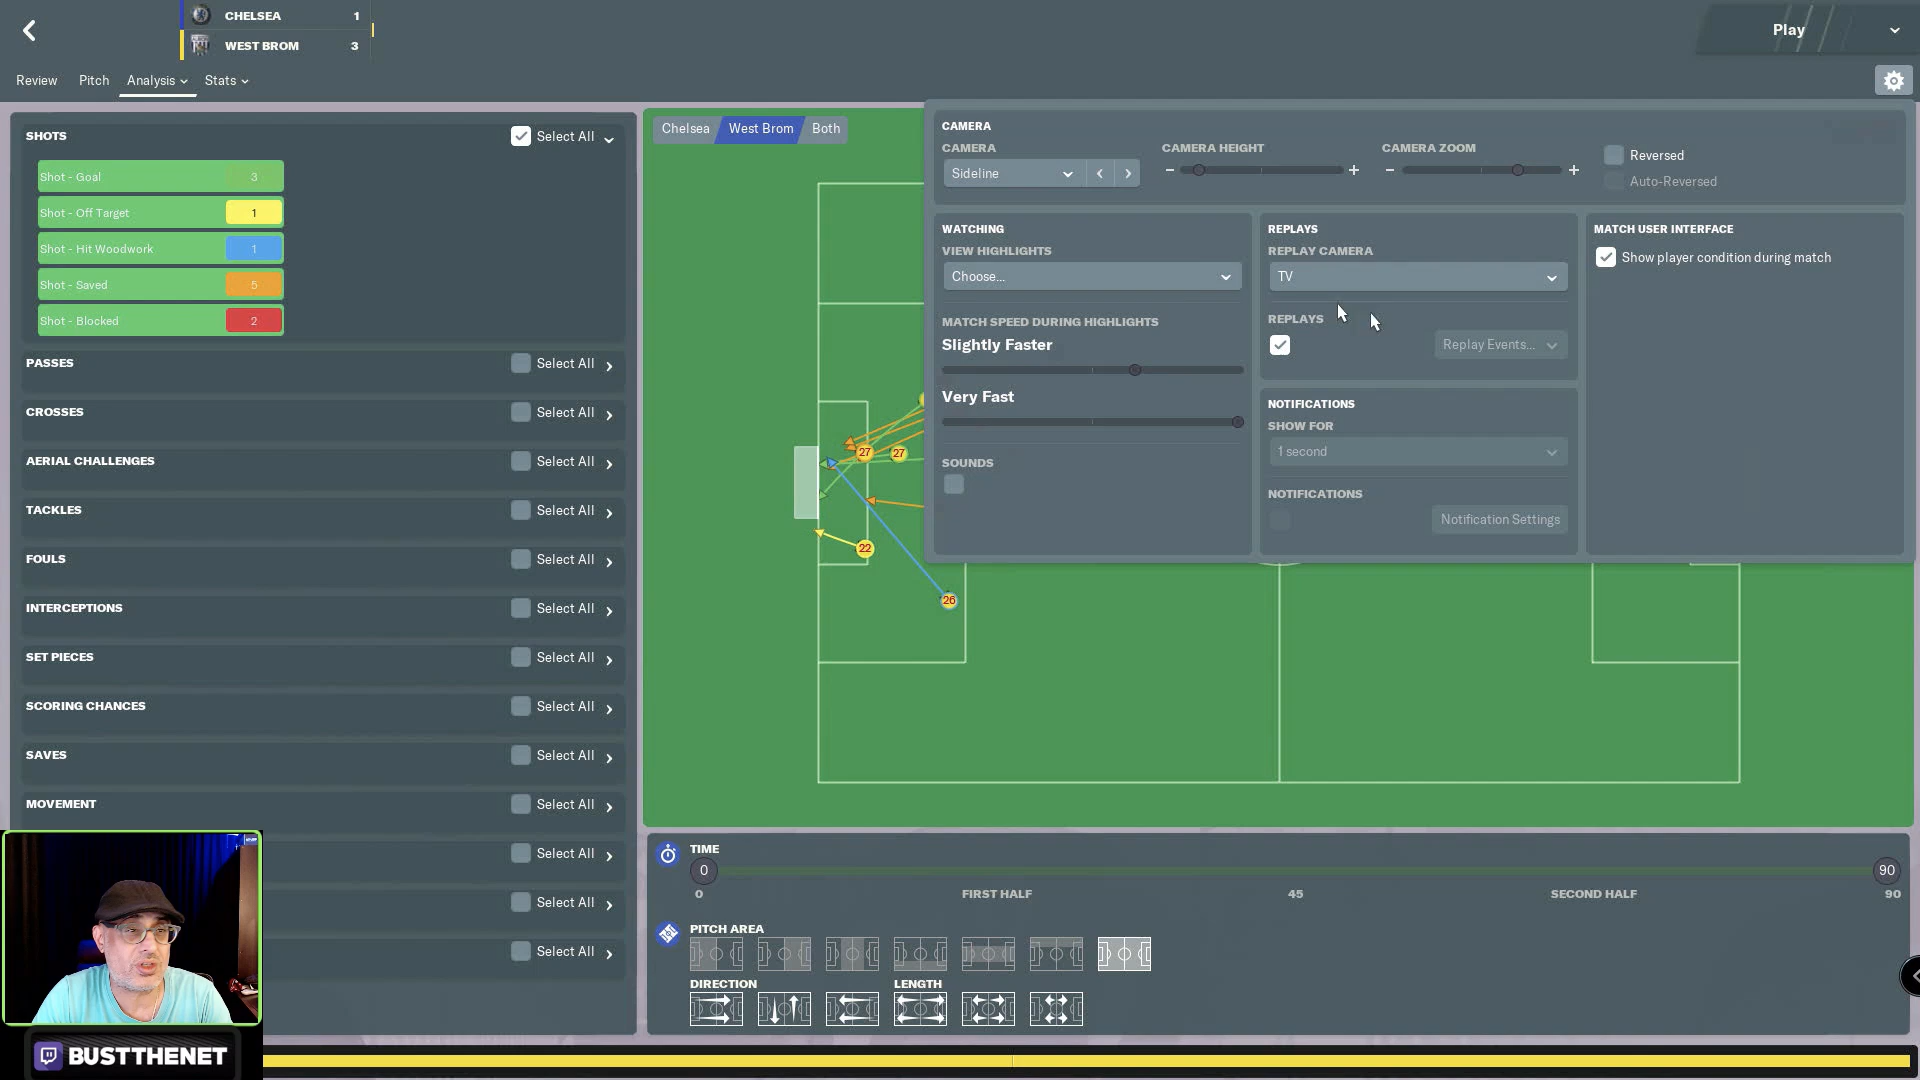 CHELSEA 1
WEST BROM 3
Play
Review Pitch Analysis Stats
SHOTS Select All
Shot - Goal 3
Shot - Off Target 1
Shot - Hit Woodwork 1
Shot - Saved 5
Shot - Blocked 2
PASSES Select All
CROSSES Select All
AERIAL CHALLENGES Select All
TACKLES Select All
FOULS Select All
INTERCEPTIONS Select All
SET PIECES Select All
SCORING CHANCES Select All
SAVES Select All
MOVEMENT Select All
Select All
Select All
Select All
BUSTTHENET
Chelsea West Brom Both
27 27
22
26
CAMERA
CAMERA CAMERA HEIGHT CAMERA ZOOM
Sideline
- + - +
Reversed
Auto-Reversed
WATCHING
VIEW HIGHLIGHTS
Choose...
MATCH SPEED DURING HIGHLIGHTS
Slightly Faster
Very Fast
SOUNDS
REPLAYS
REPLAY CAMERA
TV
REPLAYS
Replay Events...
NOTIFICATIONS
SHOW FOR
1 second
NOTIFICATIONS
Notification Settings
MATCH USER INTERFACE
Show player condition during match
TIME
0 90
0 FIRST HALF 45 SECOND HALF 90
PITCH AREA
DIRECTION LENGTH